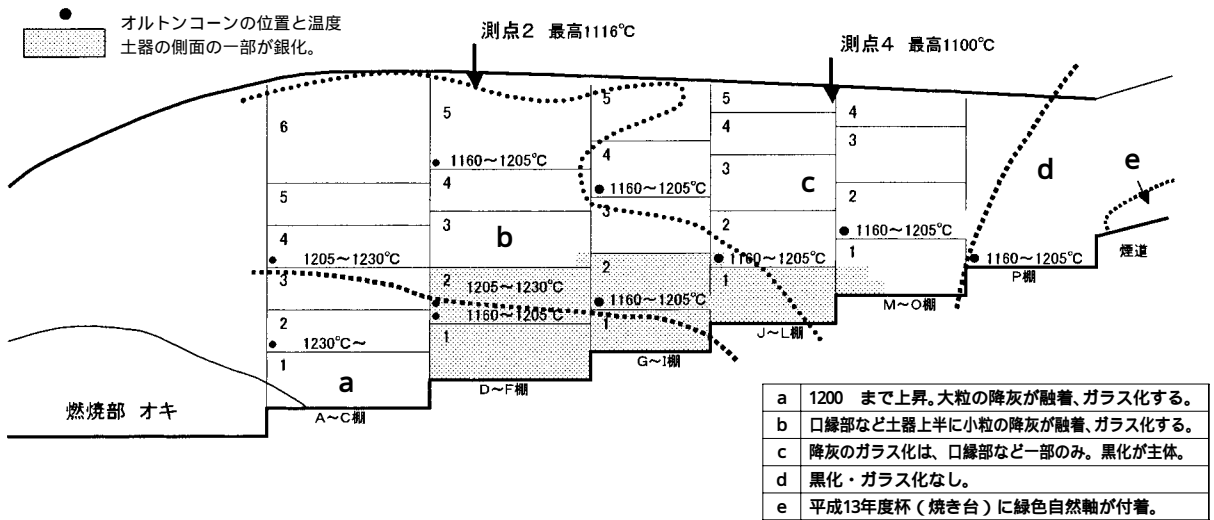 オルトンコーンの位置と温度
土器の側面の一部が銀化。
測点2 最高1116℃
測点4 最高1100℃
6
5
4
1205~1230℃
3
2
1230℃~
1
a
A~C棚
燃焼部 オキ
5
1160~1205℃
4
3
b
2
1205~1230℃
1160~1205℃
1
D~F棚
5
4
1160~1205℃
3
2
1160~1205℃
1
G~I棚
5
4
3
c
2
1160~1205℃
1
J~L棚
4
3
2
1160~1205℃
1
M~O棚
d
1160~1205℃
P棚
e
煙道
a 1200 まで上昇。大粒の降灰が融着、ガラス化する。
b 口縁部など土器上半に小粒の降灰が融着、ガラス化する。
c 降灰のガラス化は、口縁部など一部のみ。黒化が主体。
d 黒化・ガラス化なし。
e 平成13年度杯(焼き台)に緑色自然軸が付着。